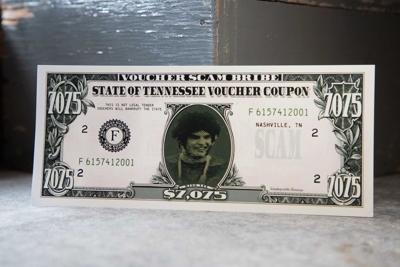 VOUCHER SCAM BRIBE
STATE OF TENNESSEE VOUCHER COUPON
7075
7075
THIS IS NOT LEGAL TENDER
VOUCHERS WILL BANKRUPT THE STATE
F 6157412001
NASHVILLE, TN
2
2
F
SCAM
F 6157412001
2
2
7075
7075
$7,075